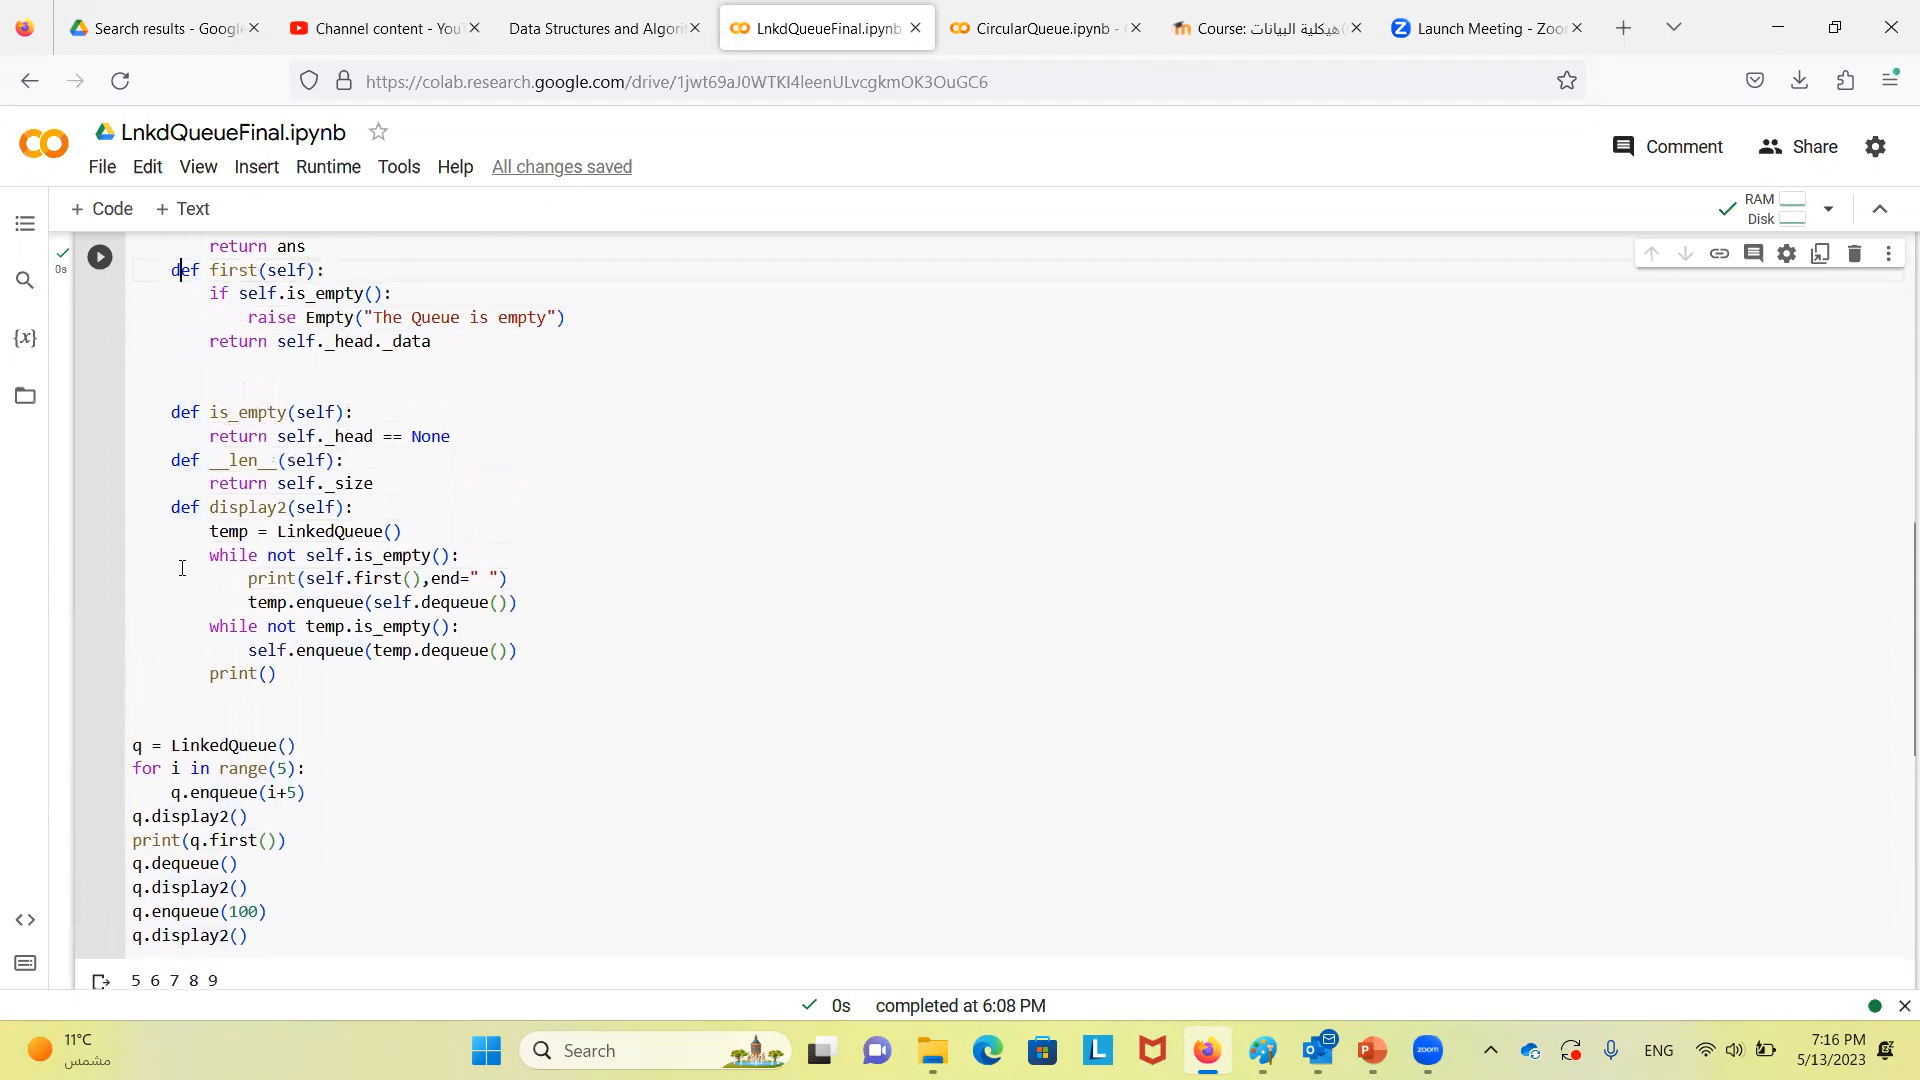 Search results - Google
Channel content - YouT
Data Structures and Algorit
LnkdQueueFinal.ipynb
CircularQueue.ipynb -
Course: هيكلية البيانات
Launch Meeting - Zoom
https://colab.research.google.com/drive/1jwt69aJ0WTKI4leenULvcgkmOK3OuGC6
LnkdQueueFinal.ipynb
Comment
Share
File Edit View Insert Runtime Tools Help All changes saved
+ Code + Text
RAM
Disk
0s
return ans
def first(self):
if self.is_empty():
raise Empty("The Queue is empty")
return self._head._data
def is_empty(self):
return self._head == None
def __len__(self):
return self._size
def display2(self):
temp = LinkedQueue()
while not self.is_empty():
print(self.first(),end=" ")
temp.enqueue(self.dequeue())
while not temp.is_empty():
self.enqueue(temp.dequeue())
print()
q = LinkedQueue()
for i in range(5):
q.enqueue(i+5)
q.display2()
print(q.first())
q.dequeue()
q.display2()
q.enqueue(100)
q.display2()
5 6 7 8 9
0s completed at 6:08 PM
11°C
مشمس
Search
zoom
ENG
7:16 PM
5/13/2023